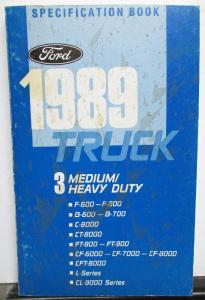 SPECIFICATION BOOK
Ford
1989
TRUCK
3 MEDIUM/
HEAVY DUTY
F-600 - F-800
B-600 - B-700
C-8000
CT-8000
FT-800 - FT-900
CF-6000 - CF-7000 - CF-8000
CFT-8000
L-Series
CL-9000 Series